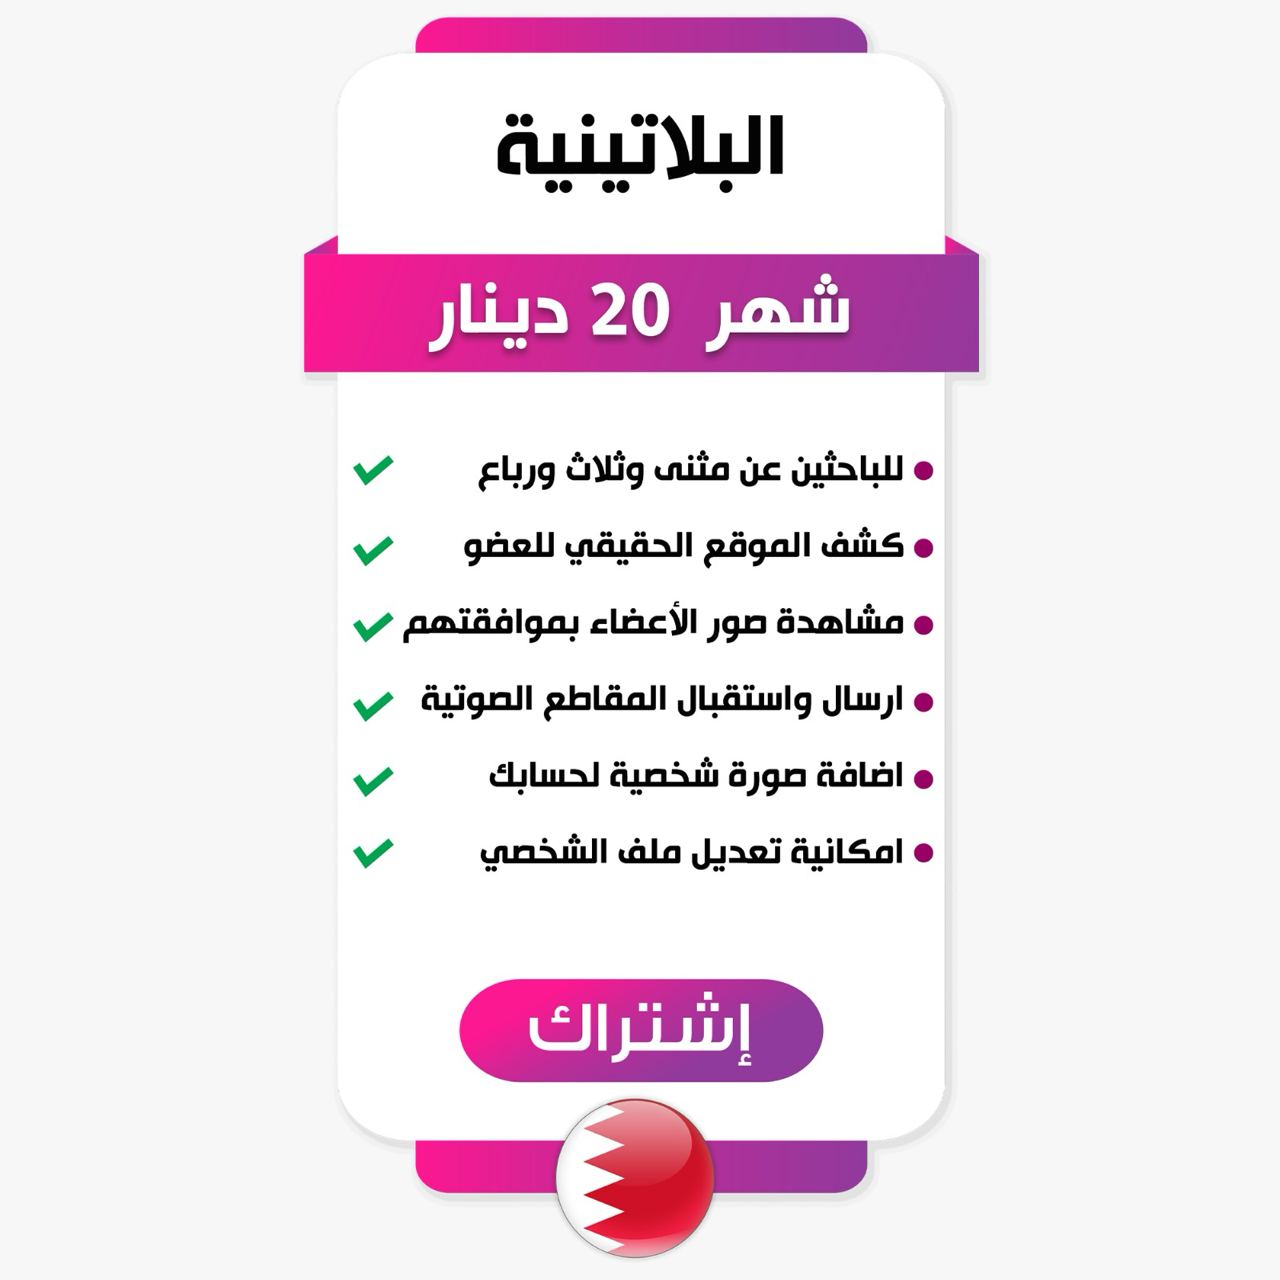 البلاتينية
شهر 20 دينار
للباحثين عن مثنى وثلاث ورباع
كشف الموقع الحقيقي للعضو
مشاهدة صور الأعضاء بموافقتهم
ارسال واستقبال المقاطع الصوتية
اضافة صورة شخصية لحسابك
امكانية تعديل ملف الشخصي
إشتراك